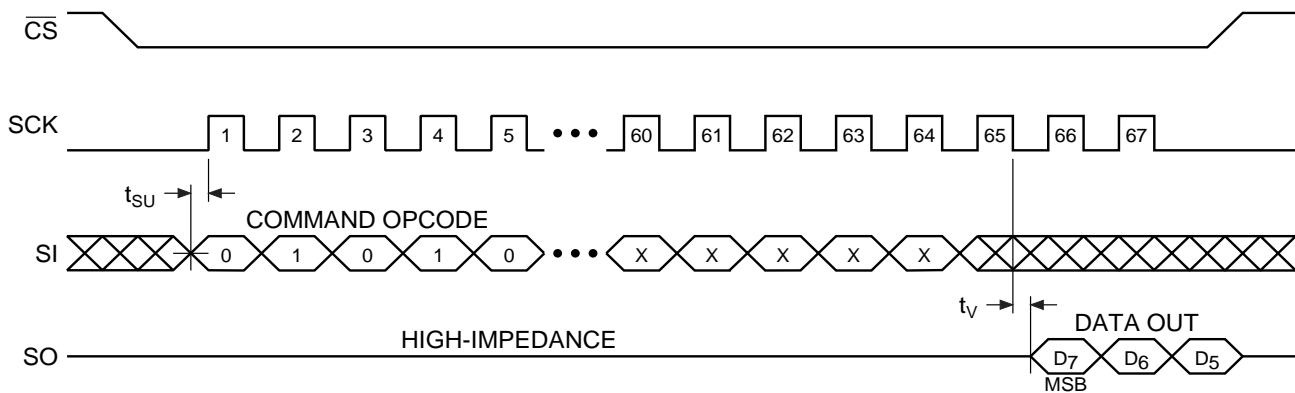 C̅S̅
SCK 1 2 3 4 5 ••• 60 61 62 63 64 65 66 67
tSU
COMMAND OPCODE
SI 0 1 0 1 0 ••• X X X X X
tV
DATA OUT
HIGH-IMPEDANCE
SO D7 D6 D5
MSB